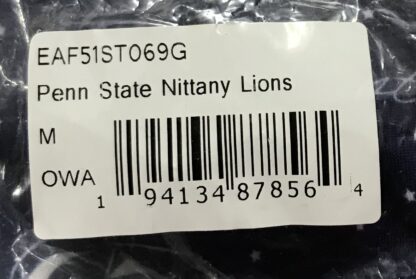 EAF51ST069G
Penn State Nittany Lions
M
OWA
1 94134 87856 4